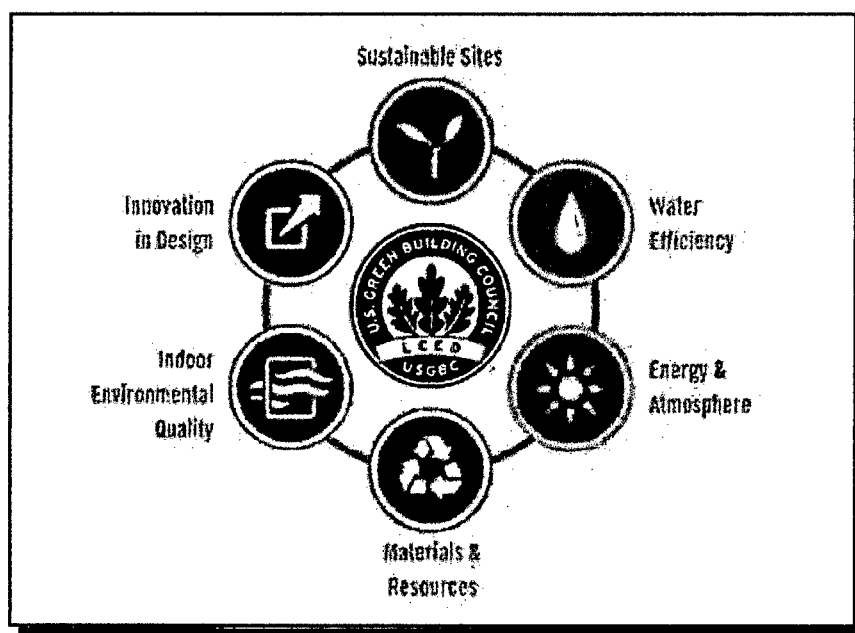 Sustainable Sites
Water
Efficiency
Energy &
Atmosphere
Materials &
Resources
Indoor
Environmental
Quality
Innovation
in Design
U.S. GREEN BUILDING COUNCIL
LEED
USGBC